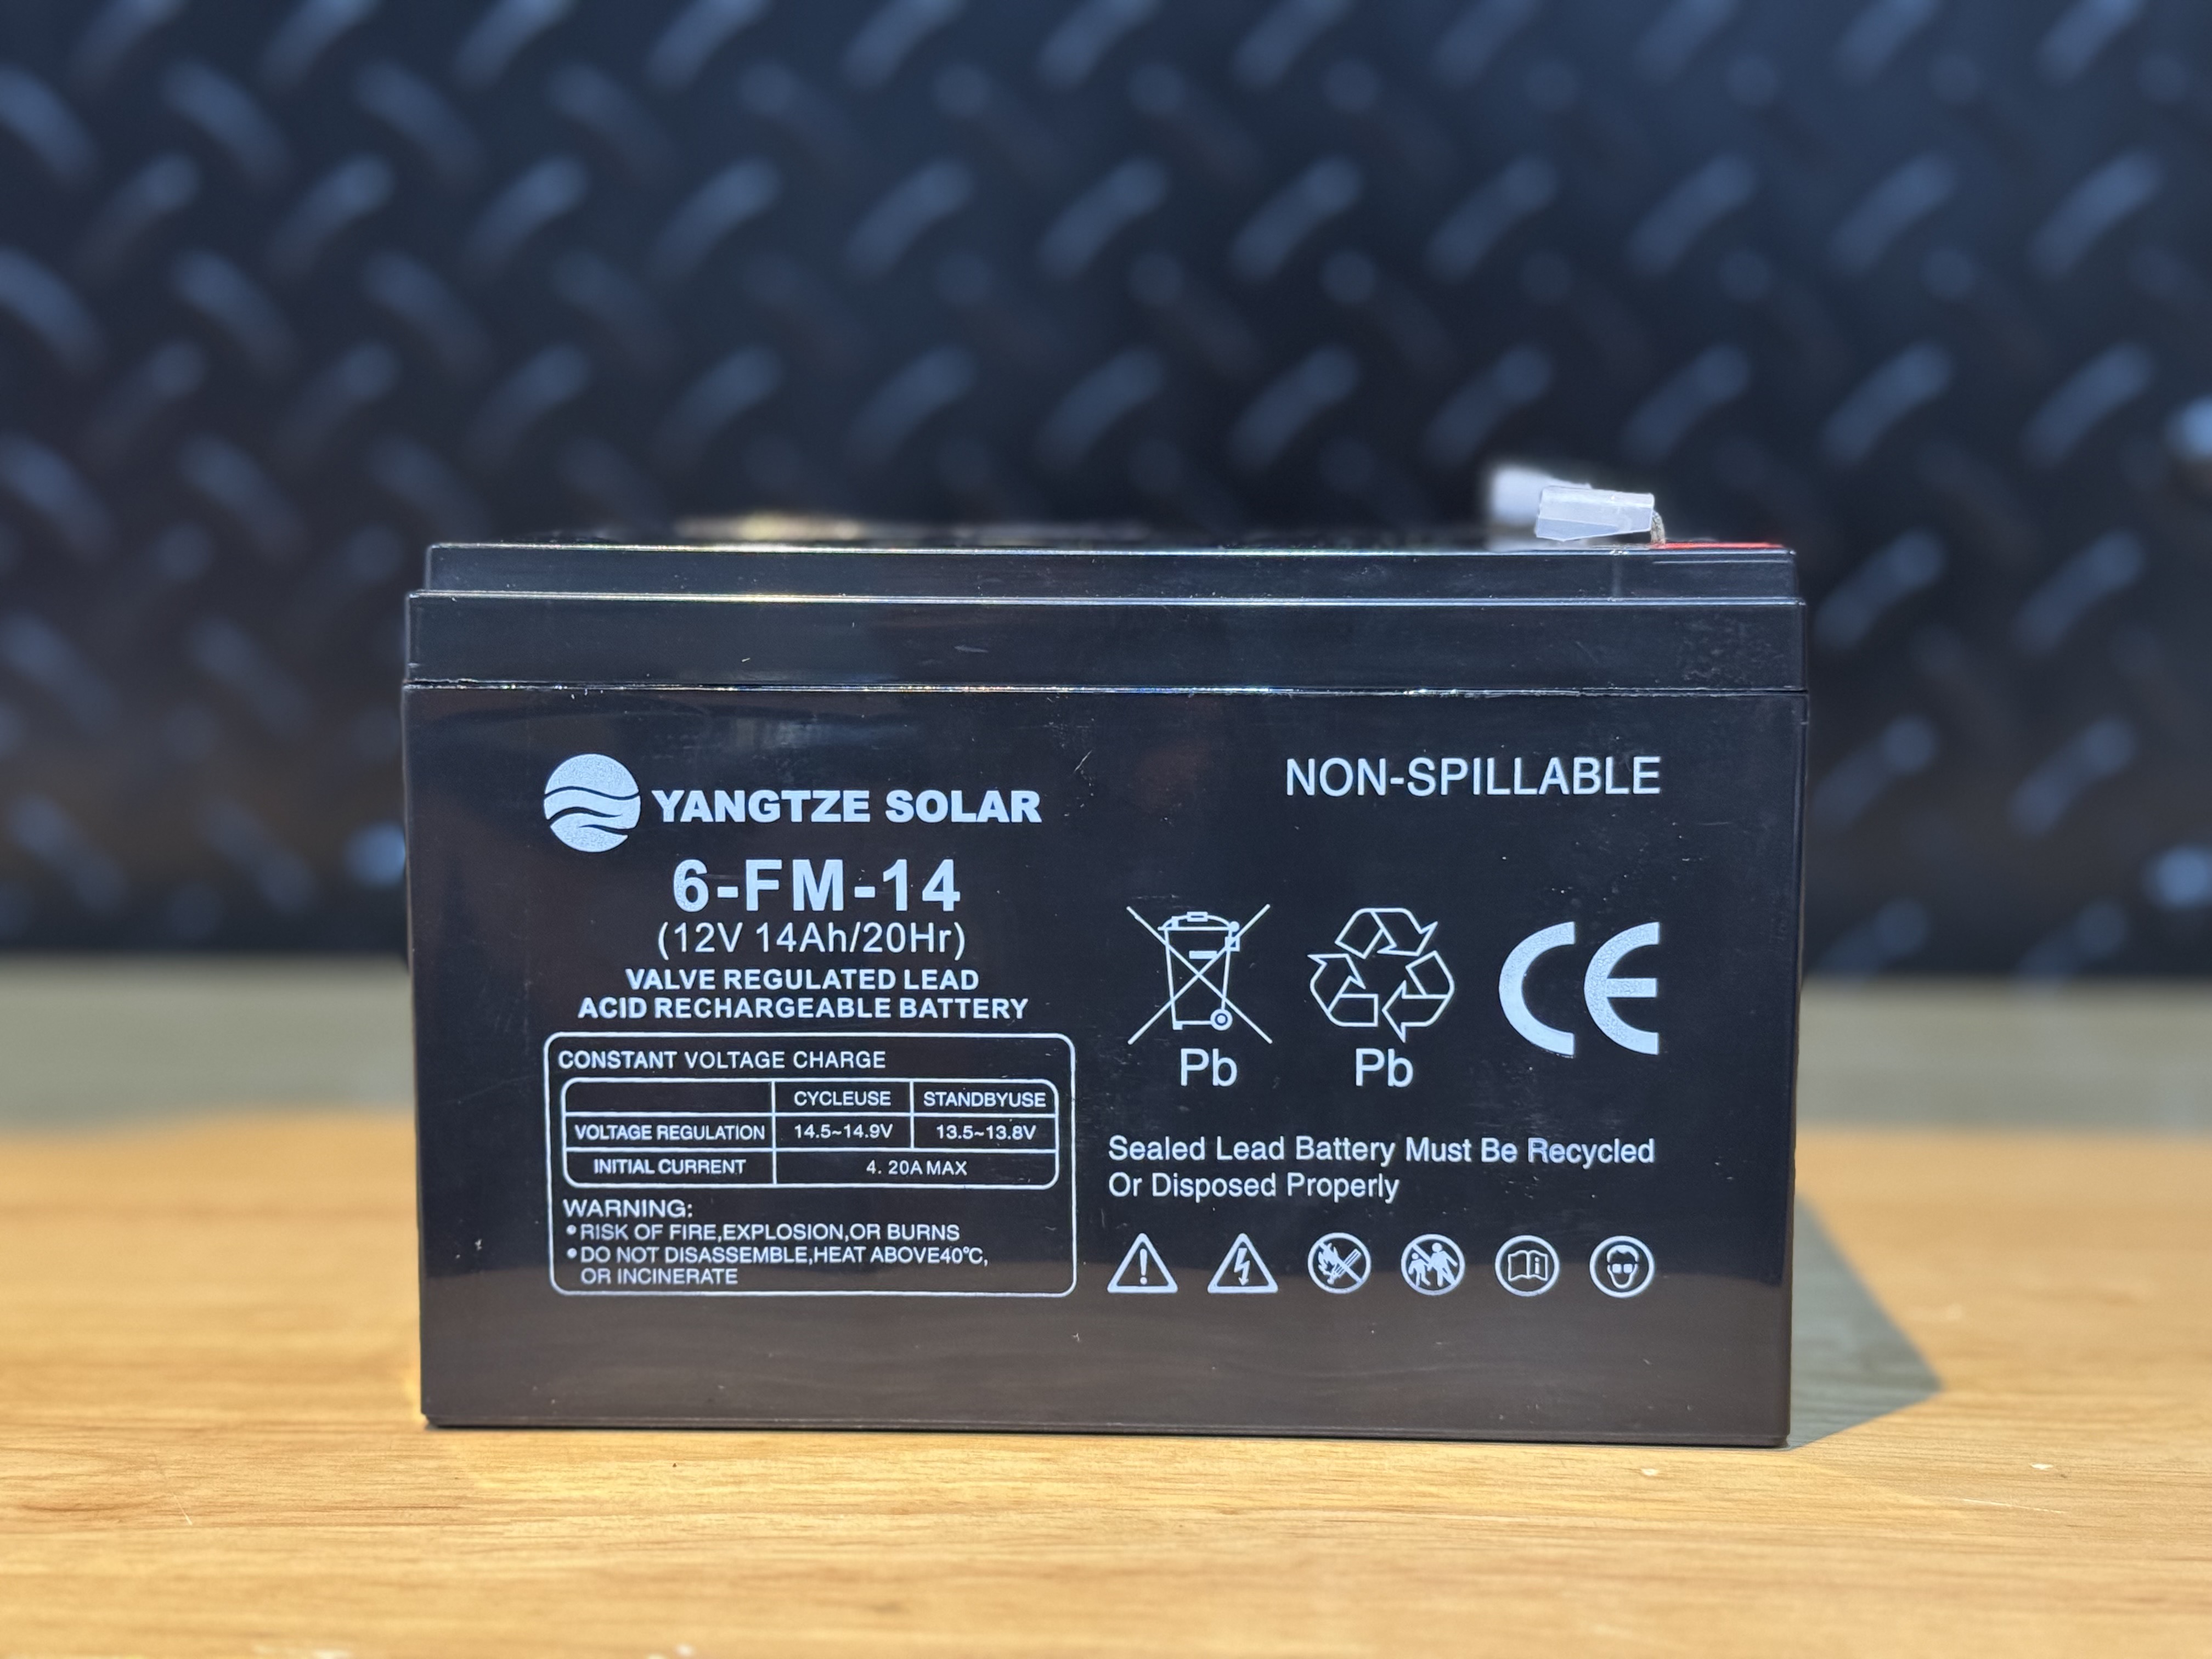 YANGTZE SOLAR
6-FM-14
(12V 14Ah/20Hr)
VALVE REGULATED LEAD
ACID RECHARGEABLE BATTERY
CONSTANT VOLTAGE CHARGE
CYCLEUSE STANDBYUSE
VOLTAGE REGULATION 14.5~14.9V 13.5~13.8V
INITIAL CURRENT 4. 20A MAX
WARNING:
• RISK OF FIRE,EXPLOSION,OR BURNS
• DO NOT DISASSEMBLE,HEAT ABOVE40°C,
OR INCINERATE
NON-SPILLABLE
CE
Pb Pb
Sealed Lead Battery Must Be Recycled
Or Disposed Properly